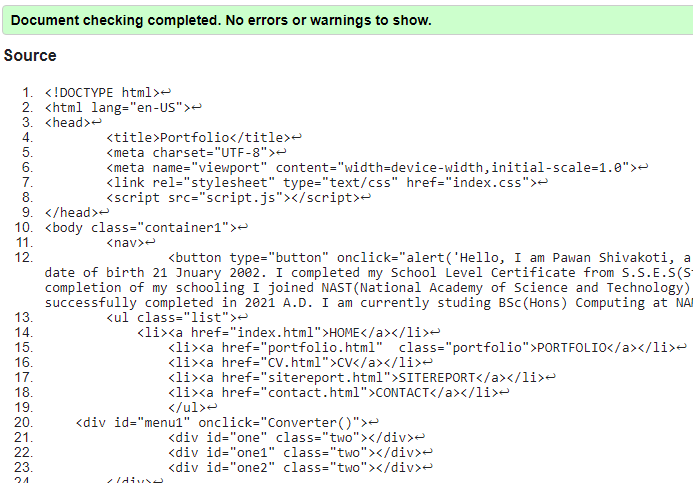 Document checking completed. No errors or warnings to show.
Source
1. <!DOCTYPE html>↩
2. <html lang="en-US">↩
3. <head>↩
4. <title>Portfolio</title>↩
5. <meta charset="UTF-8">↩
6. <meta name="viewport" content="width=device-width,initial-scale=1.0">↩
7. <link rel="stylesheet" type="text/css" href="index.css">↩
8. <script src="script.js"></script>↩
9. </head>↩
10. <body class="container1">↩
11. <nav>↩
12. <button type="button" onclick="alert('Hello, I am Pawan Shivakoti, a
date of birth 21 Jnuary 2002. I completed my School Level Certificate from S.S.E.S(S
completion of my schooling I joined NAST(National Academy of Science and Technology)
successfully completed in 2021 A.D. I am currently studing BSc(Hons) Computing at
13. <ul class="list">↩
14. <li><a href="index.html">HOME</a></li>↩
15. <li><a href="portfolio.html"  class="portfolio">PORTFOLIO</a></li>↩
16. <li><a href="CV.html">CV</a></li>↩
17. <li><a href="sitereport.html">SITEREPORT</a></li>↩
18. <li><a href="contact.html">CONTACT</a></li>↩
19. </ul>↩
20. <div id="menu1" onclick="Converter()">↩
21. <div id="one" class="two"></div>↩
22. <div id="one1" class="two"></div>↩
23. <div id="one2" class="two"></div>↩
24. </div>↩